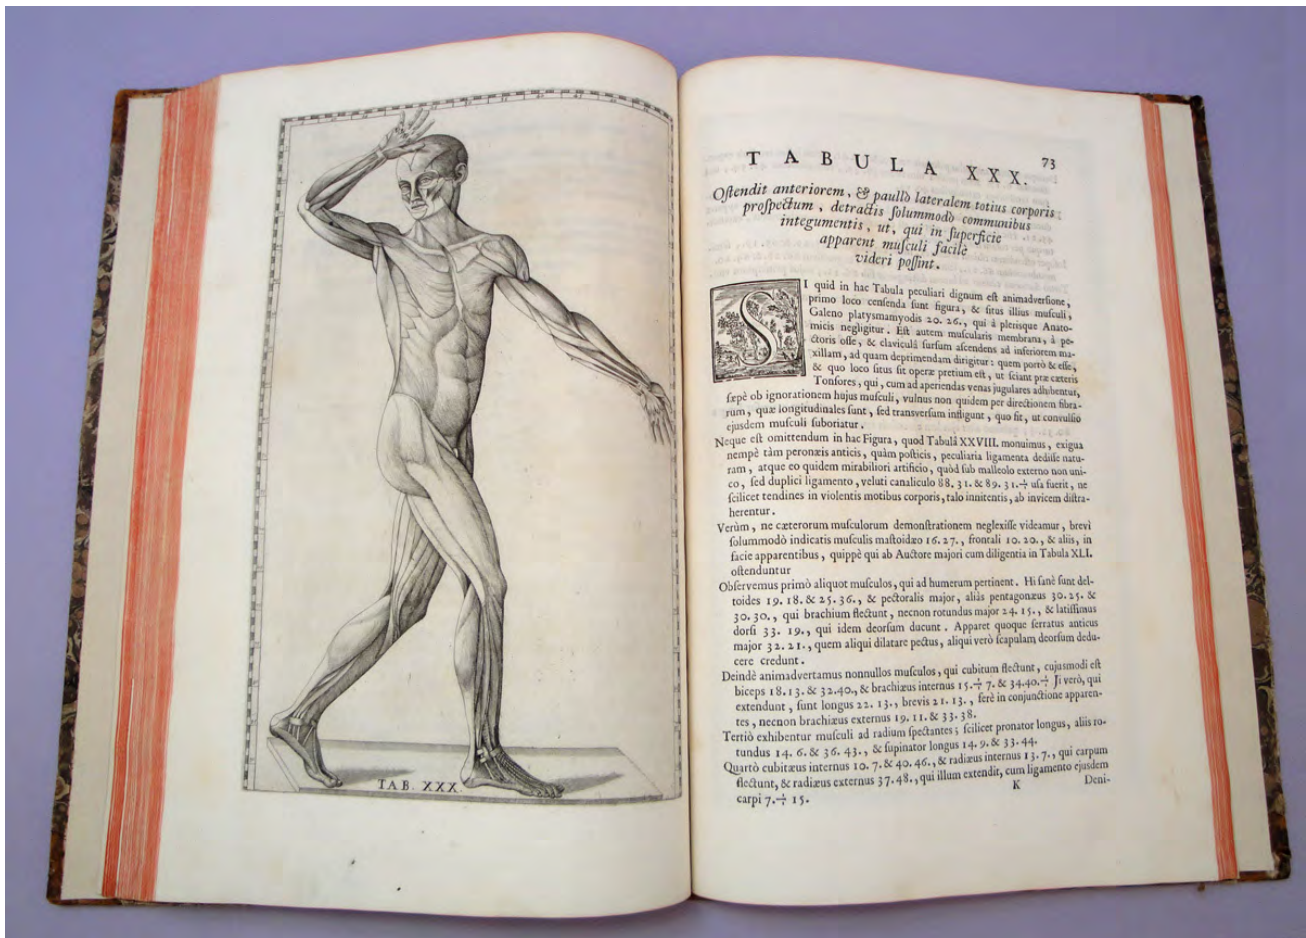 TAB. XXX.
73
TABULA XXX.
Oſtendit anteriorem, & paullò lateralem totius corporis
proſpectum, detractis ſolummodò communibus
integumentis, ut, qui in ſuperficie
apparent muſculi facilè
videri poſſint.
SI quid in hac Tabula peculiari dignum eſt animadverſione,
primo loco cenſenda ſunt figura, & ſitus illius muſculi,
Galeno platysmamyodis 20. 26., qui à pleriſque Anato-
micis negligitur. Eſt autem muſcularis membrana, à pe-
ctoris oſſe, & claviculâ ſurſum aſcendens ad inferiorem ma-
xillam, ad quam deprimendam dirigitur: quem porrò & eſſe,
& quo loco ſitus ſit operæ pretium eſt, ut ſciant præ cæteris
Tonſores, qui, cum ad aperiendas venas jugulares adhibentur,
ſæpè ob ignorationem hujus muſculi, vulnus non quidem per directionem fibra-
rum, quæ longitudinales ſunt, ſed tranſverſum infligunt, quo fit, ut convulſio
ejuſdem muſculi ſuboriatur.
Neque eſt omittendum in hac Figura, quod Tabulâ XXVIII. monuimus, exigua
nempè tàm peronæis anticis, quàm poſticis, peculiaria ligamenta dediſſe natu-
ram, atque eo quidem mirabiliori artificio, quòd ſub malleolo externo non uni-
co, ſed duplici ligamento, veluti canaliculo 88. 31. & 89. 31.÷ uſa fuerit, ne
ſcilicet tendines in violentis motibus corporis, talo innitentis, ab invicem diſtra-
herentur.
Verùm, ne cæterorum muſculorum demonſtrationem neglexiſſe videamur, brevi
ſolummodò indicatis muſculis maſtoidæo 16. 27., frontali 10. 20., & aliis, in
facie apparentibus, quippè qui ab Auctore majori cum diligentia in Tabula XLI.
oſtenduntur
Obſervemus primò aliquot muſculos, qui ad humerum pertinent. Hi ſanè ſunt del-
toides 19. 18. & 25. 36., & pectoralis major, aliàs pentagonæus 30. 25. &
30. 30., qui brachium flectunt, necnon rotundus major 24. 15., & latiſſimus
dorſi 33. 19., qui idem deorſum ducunt. Apparet quoque ſerratus anticus
major 32. 21., quem aliqui dilatare pectus, aliqui verò ſcapulam deorſum dedu-
cere credunt.
Deindè animadvertamus nonnullos muſculos, qui cubitum flectunt, cujuſmodi eſt
biceps 18. 13. & 32. 40., & brachiæus internus 15.÷ 7. & 34. 40.÷ Ji verò, qui
extendunt, ſunt longus 22. 13., brevis 21. 13., ferè in conjunctione apparen-
tes, necnon brachiæus externus 19. 11. & 33. 38.
Tertiò exhibentur muſculi ad radium ſpectantes; ſcilicet pronator longus, aliis ro-
tundus 14. 6. & 36. 43., & ſupinator longus 14. 9. & 33. 44.
Quartò cubitæus internus 10. 7. & 40. 46., & radiæus internus 13. 7., qui carpum
flectunt, & radiæus externus 37. 48., qui illum extendit, cum ligamento ejuſdem
carpi 7.÷ 15.
K
Deni-